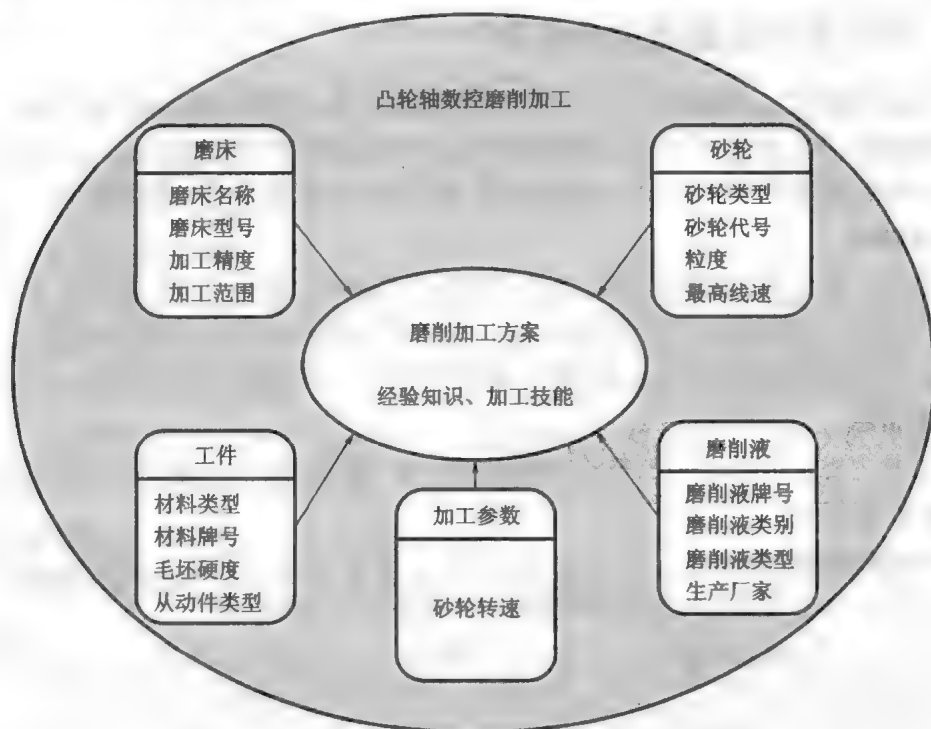 凸轮轴数控磨削加工
磨床
磨床名称
磨床型号
加工精度
加工范围
砂轮
砂轮类型
砂轮代号
粒度
最高线速
磨削加工方案
经验知识、加工技能
工件
材料类型
材料牌号
毛坯硬度
从动件类型
加工参数
砂轮转速
磨削液
磨削液牌号
磨削液类别
磨削液类型
生产厂家